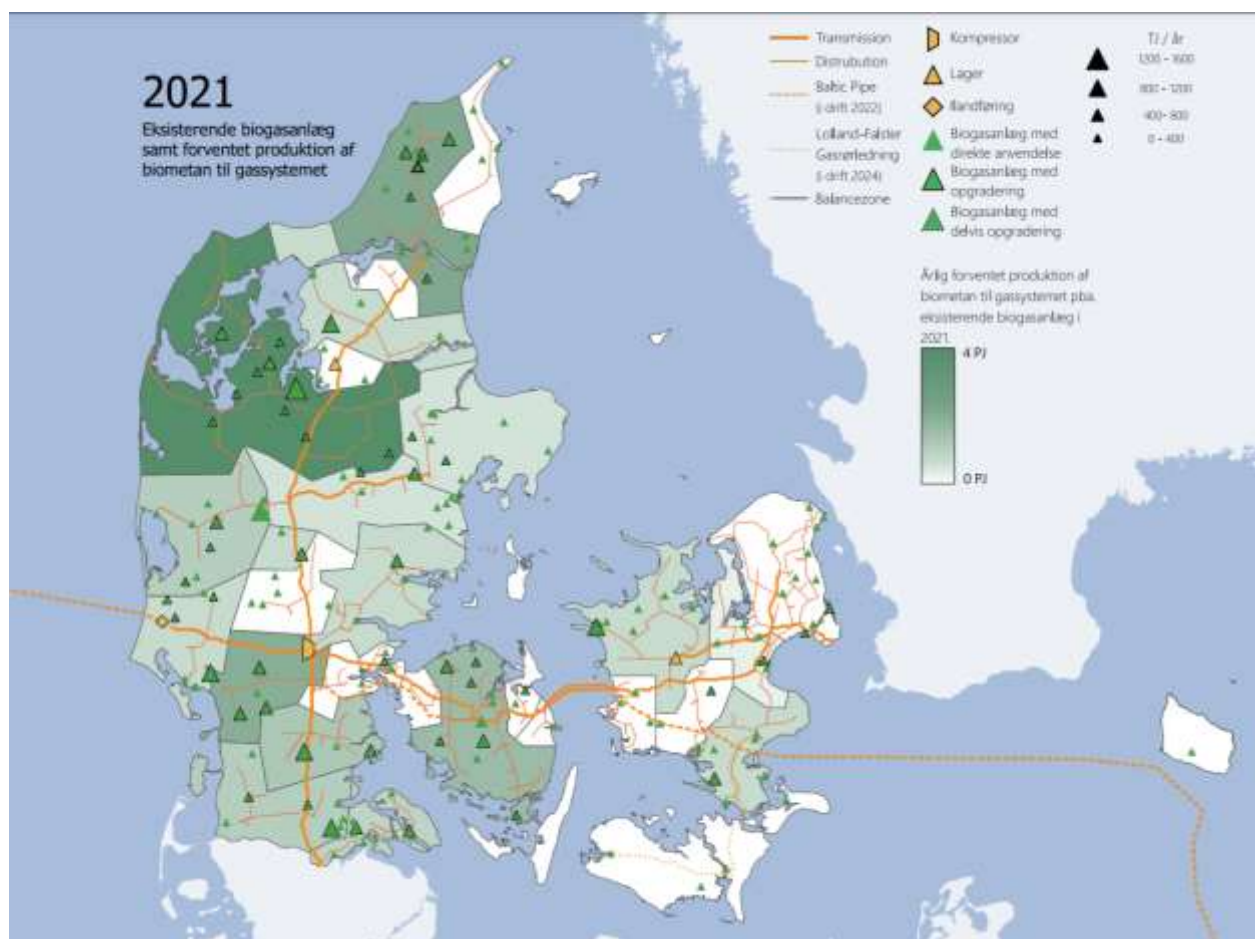 2021
Eksisterende biogasanlæg
samt forventet produktion af
biometan til gassystemet
Transmission
Distrubution
Baltic Pipe
(i drift 2022)
Lolland-Falster
Gasrørledning
(i drift 2024)
Balancezone
Kompressor
Lager
Ilandføring
Biogasanlæg med
direkte anvendelse
Biogasanlæg med
opgradering
Biogasanlæg med
delvis opgradering
TJ / år
1200 - 1600
800 - 1200
400 - 800
0 - 400
Årlig forventet produktion af
biometan til gassystemet pba.
eksisterende biogasanlæg i
2021.
4 PJ
0 PJ